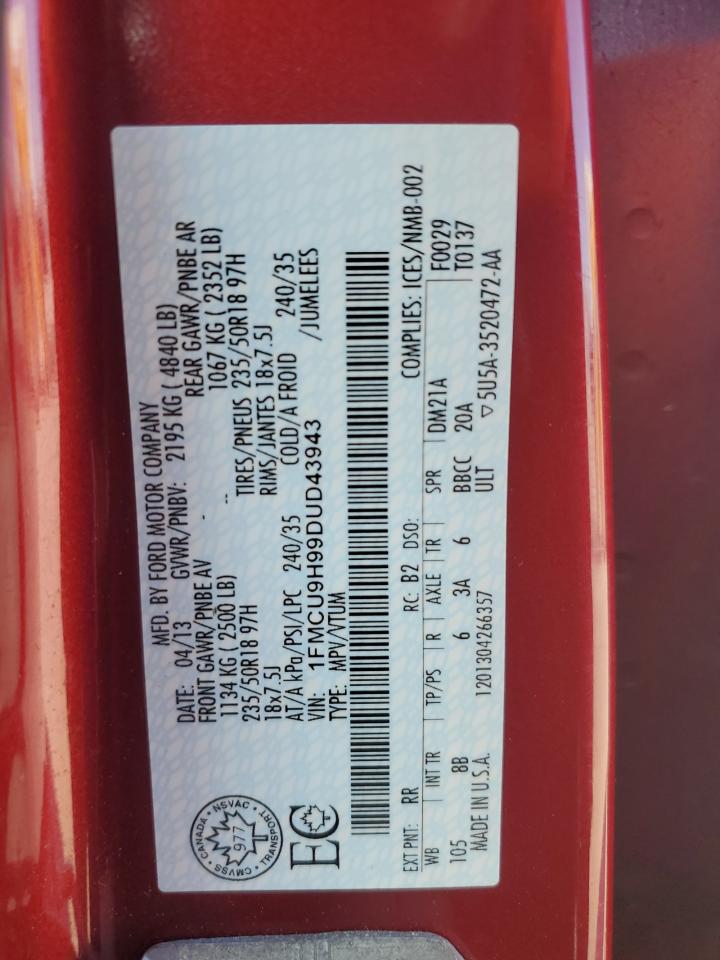 MFD. BY FORD MOTOR COMPANY
DATE: 04/13 GVWR/PNBV: 2195 KG ( 4840 LB)
FRONT GAWR/PNBE AV - REAR GAWR/PNBE AR
1134 KG ( 2500 LB) -- 1067 KG ( 2352 LB)
235/50R18 97H TIRES/PNEUS 235/50R18 97H
18x7.5J RIMS/JANTES 18x7.5J
AT/A kPa/PSI/LPC 240/35 COLD/A FROID 240/35
VIN: 1FMCU9H99DUD43943 /JUMELEES
TYPE: MPV/VTUM
CANADA • NSVAC • TRANSPORT • CMVSS •
977
EC
COMPLIES: ICES/NMB-002
EXT PNT: RR RC: B2 DSO: F0029
WB INT TR TP/PS R AXLE TR SPR DM21A T0137
105 8B 6 3A 6 BBCC 20A
MADE IN U.S.A. 1201304266357 ULT ▽5U5A-3520472-AA